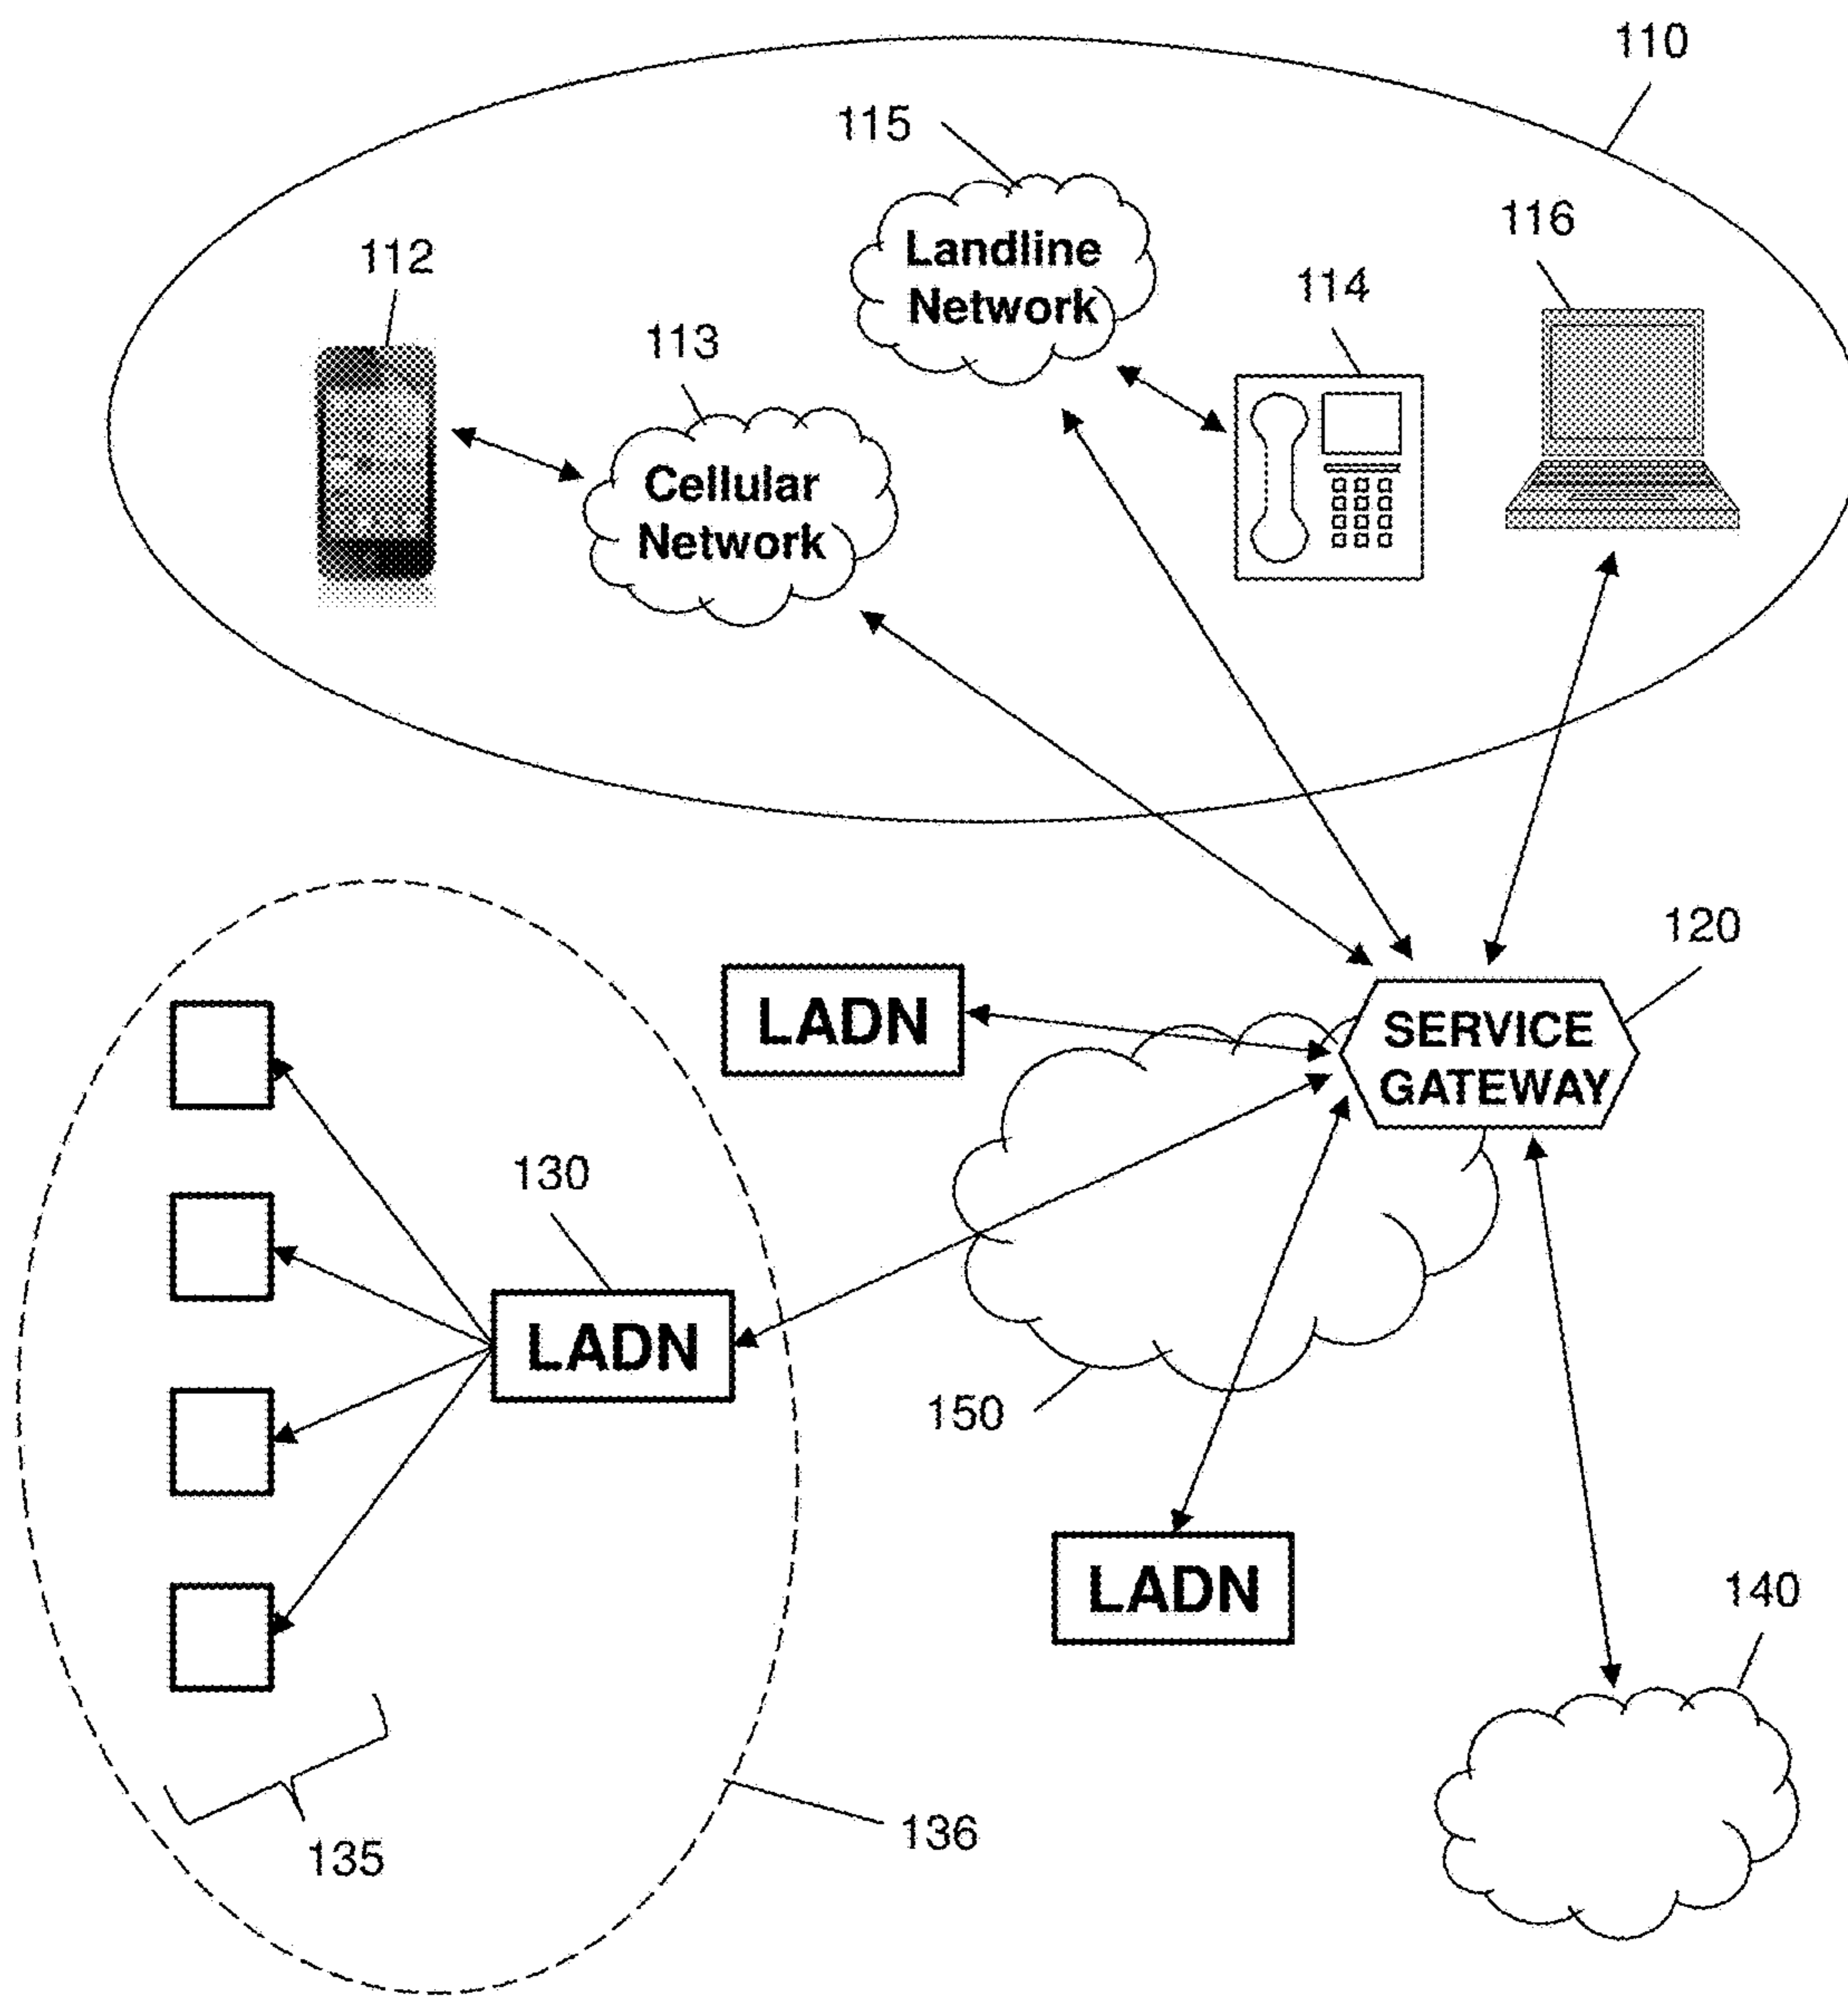 110
115
Landline
Network
116
112
114
113
Cellular
Network
120
LADN
SERVICE
GATEWAY
130
LADN
150
LADN
140
135
136